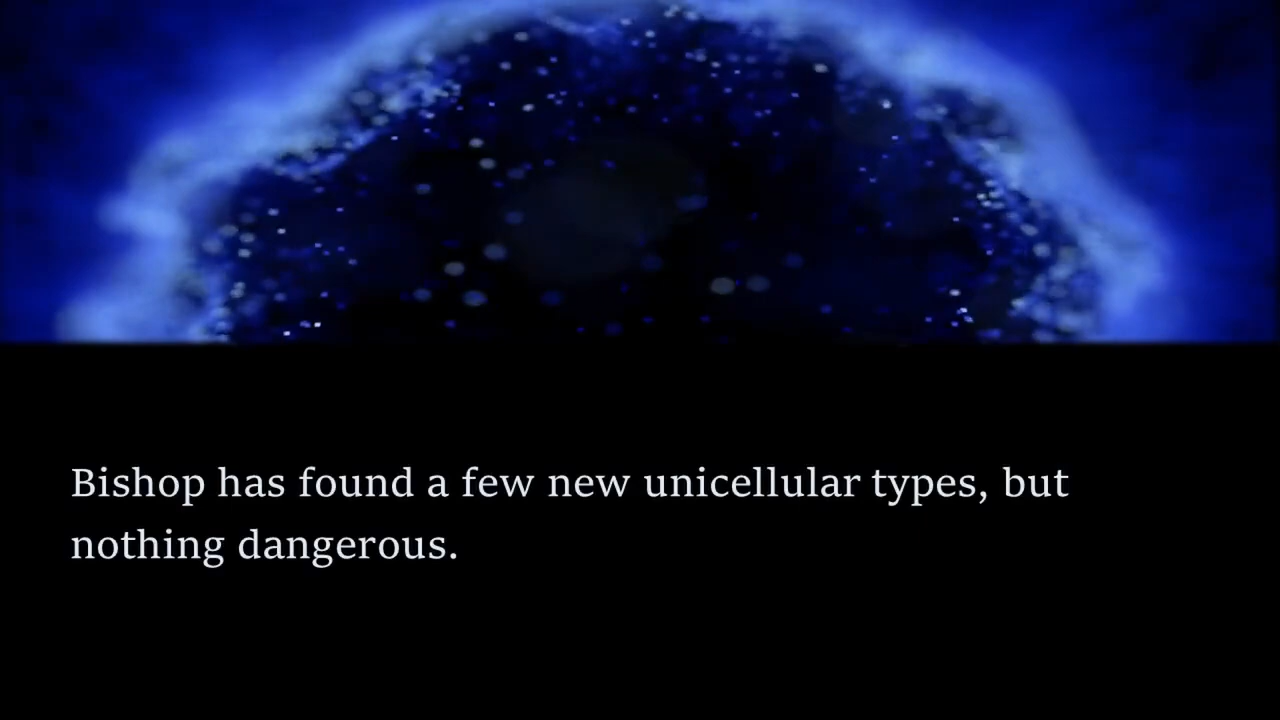 Bishop has found a few new unicellular types, but
nothing dangerous.